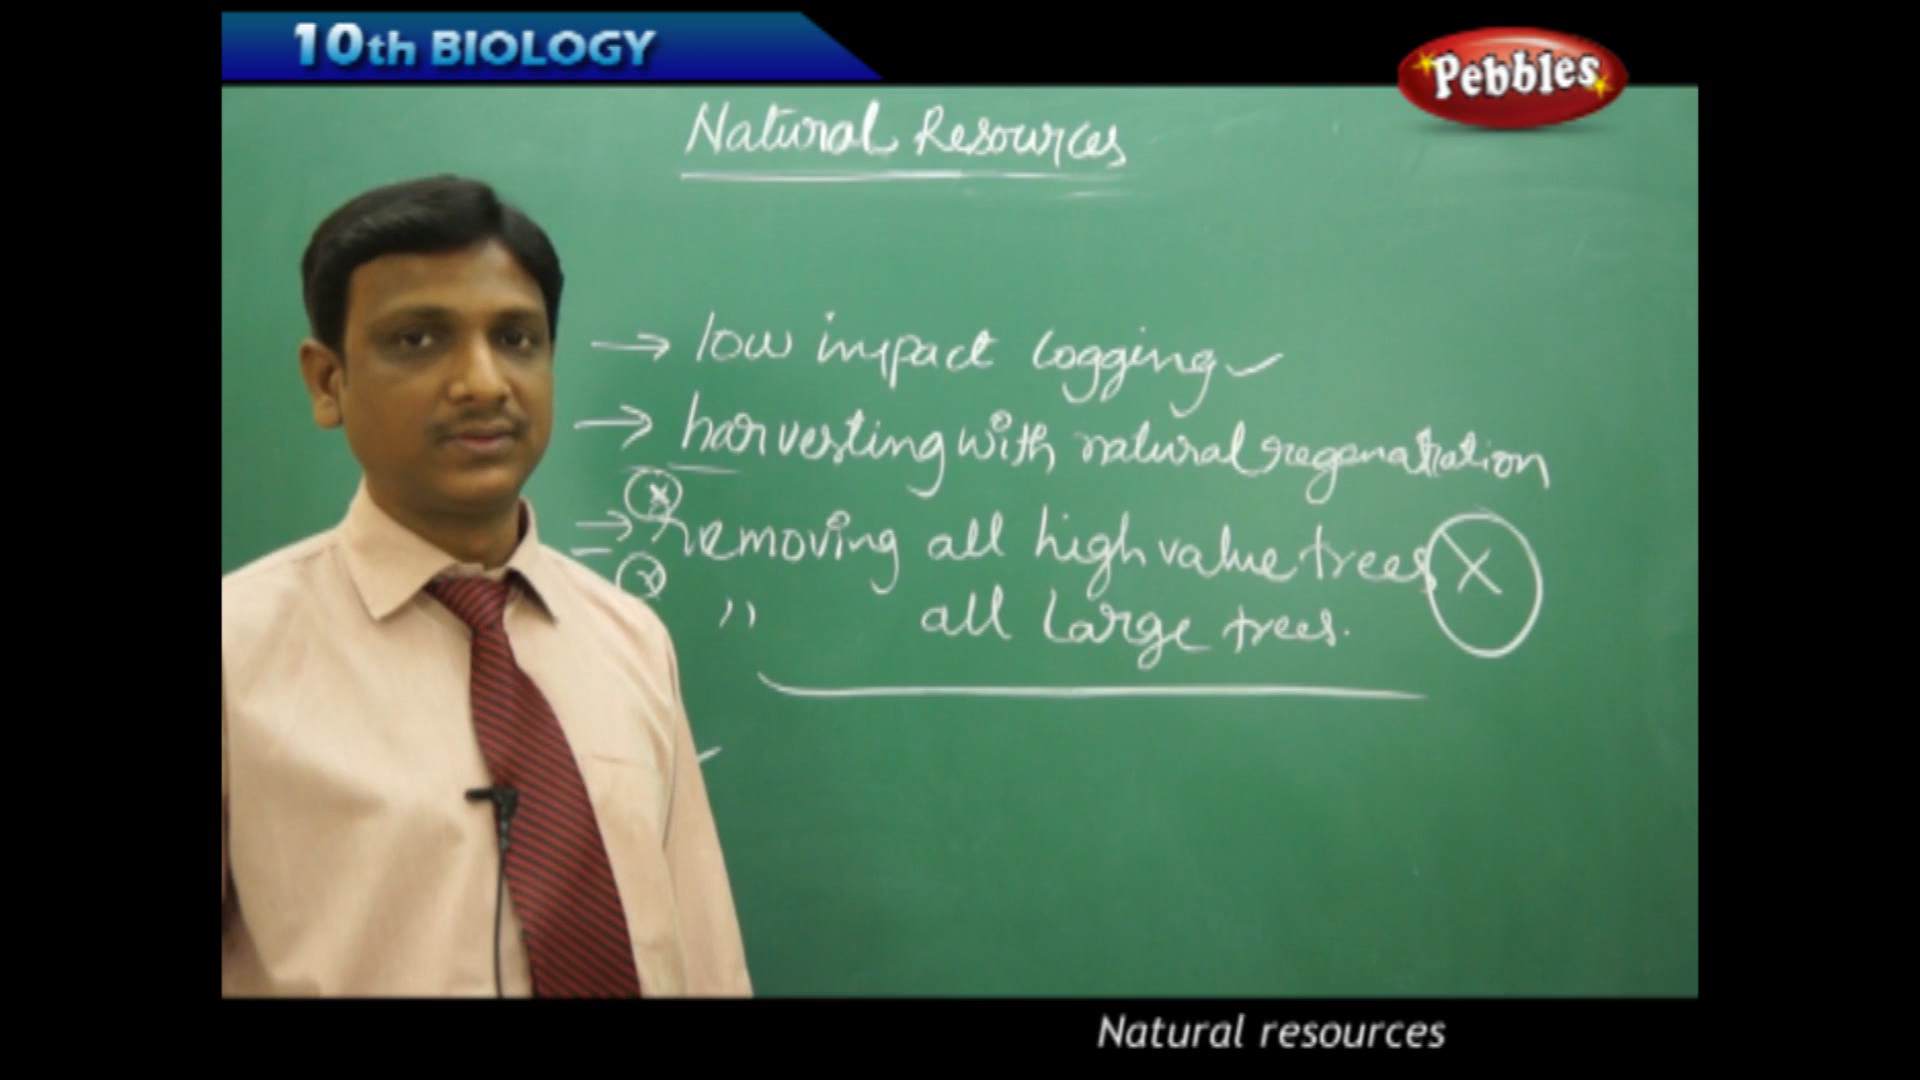 10th BIOLOGY
Pebbles
Natural Resources
→ low impact logging ✓
→ harvesting with natural regenatration
→ removing all high value trees X
" all large trees.
Natural resources